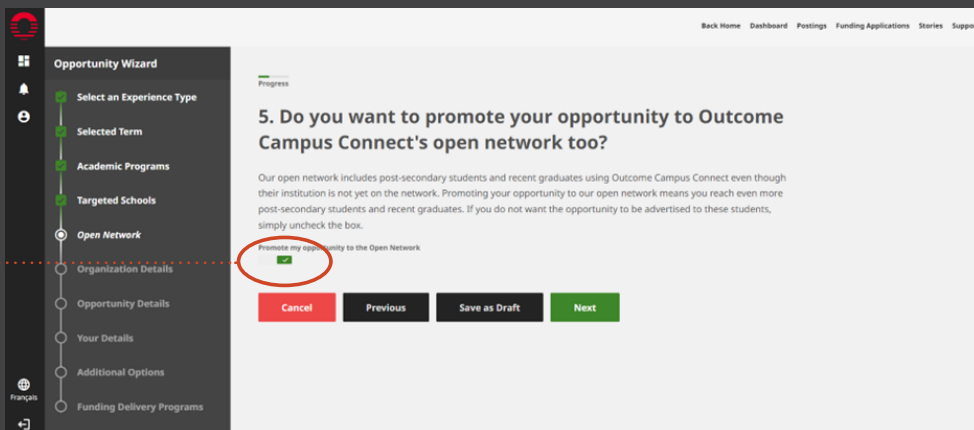 Back Home Dashboard Postings Funding Applications Stories
Opportunity Wizard
Select an Experience Type
Selected Term
Academic Programs
Targeted Schools
Open Network
Organization Details
Opportunity Details
Your Details
Additional Options
Funding Delivery Programs
Français
Progress
5. Do you want to promote your opportunity to Outcome
Campus Connect's open network too?
Our open network includes post-secondary students and recent graduates using Outcome Campus Connect even though
their institution is not yet on the network. Promoting your opportunity to our open network means you reach even more
post-secondary students and recent graduates. If you do not want the opportunity to be advertised to these students,
simply uncheck the box.
Promote my opportunity to the Open Network
Cancel Previous Save as Draft Next